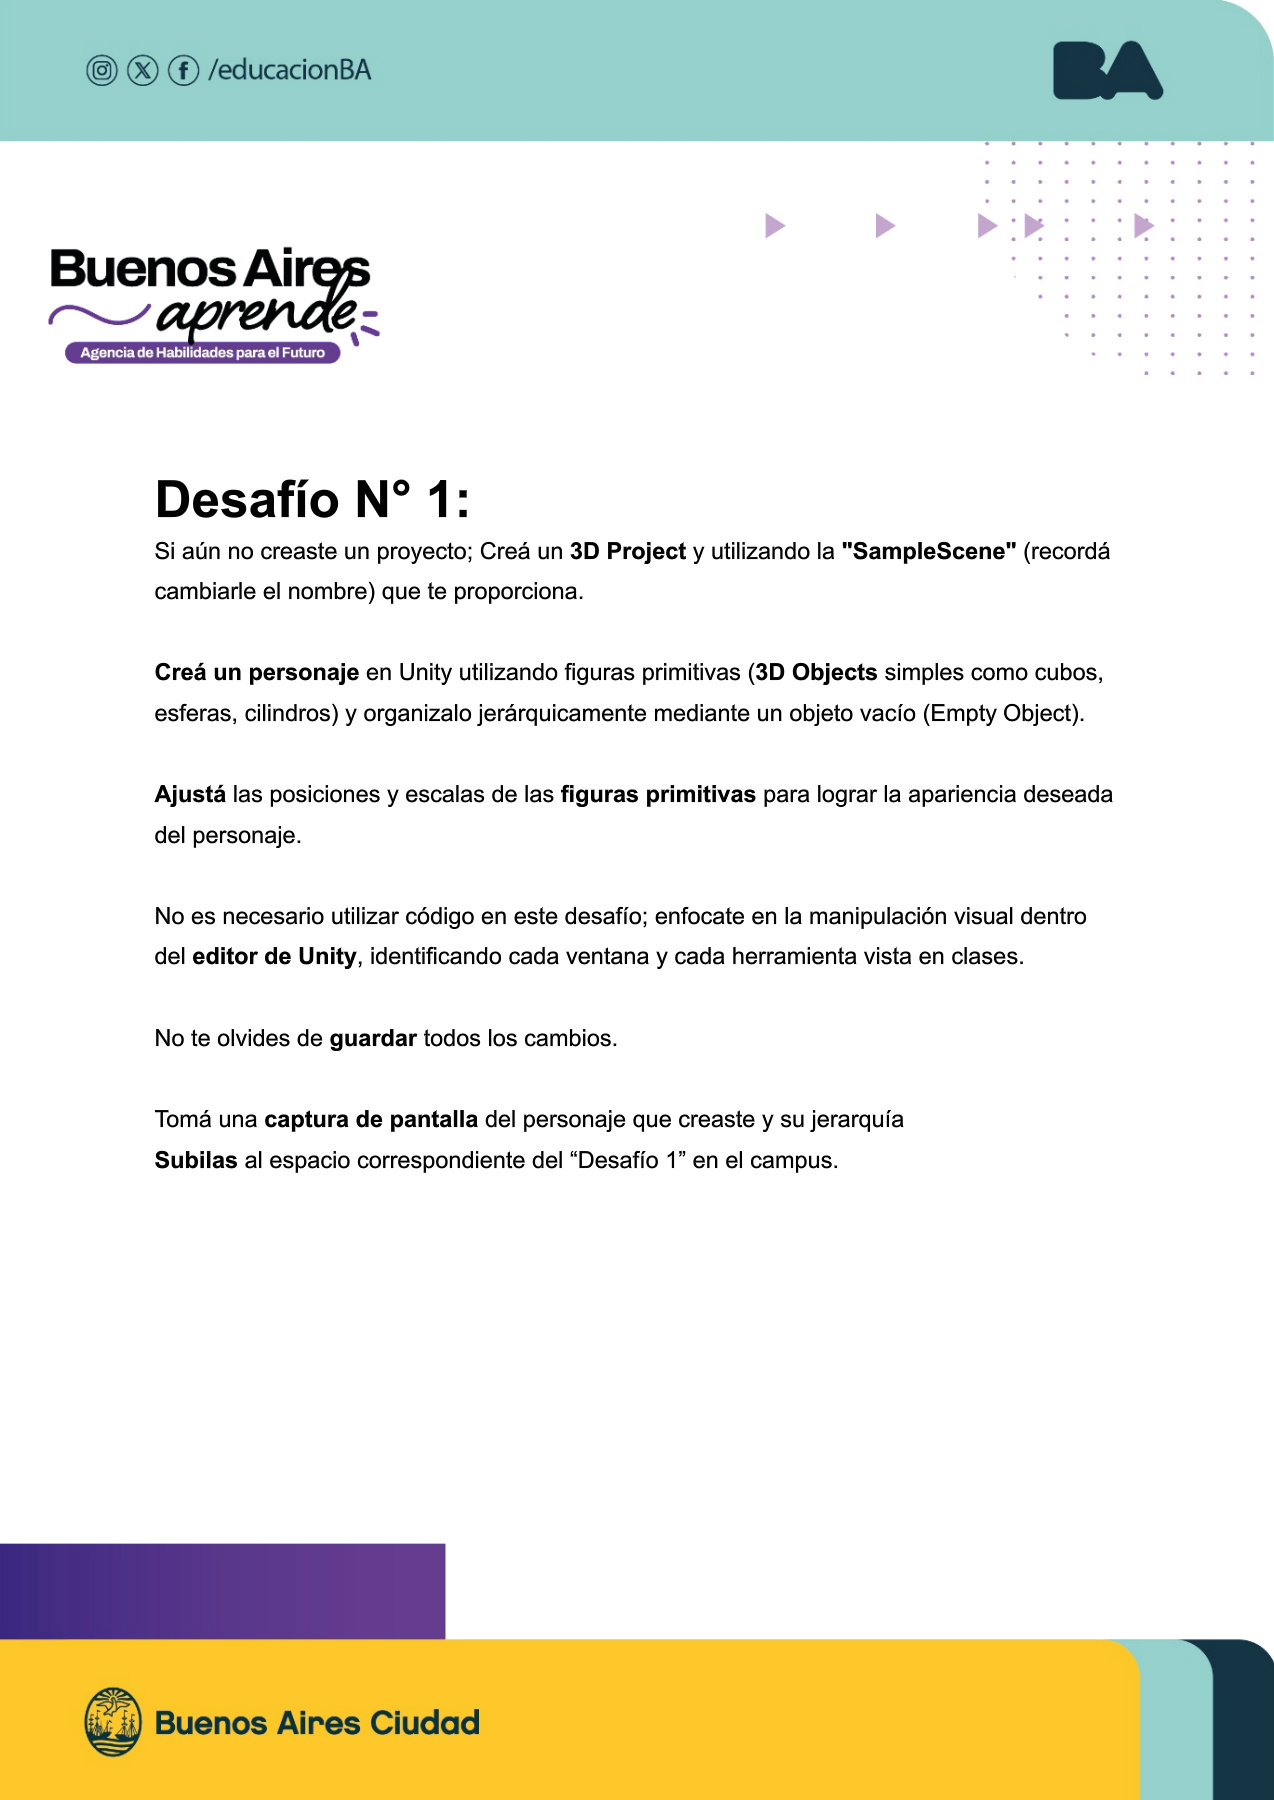 /educacionBA
BA
Buenos Aires
aprende
Agencia de Habilidades para el Futuro
Desafío N° 1:
Si aún no creaste un proyecto; Creá un 3D Project y utilizando la "SampleScene" (recordá
cambiarle el nombre) que te proporciona.
Creá un personaje en Unity utilizando figuras primitivas (3D Objects simples como cubos,
esferas, cilindros) y organizalo jerárquicamente mediante un objeto vacío (Empty Object).
Ajustá las posiciones y escalas de las figuras primitivas para lograr la apariencia deseada
del personaje.
No es necesario utilizar código en este desafío; enfocate en la manipulación visual dentro
del editor de Unity, identificando cada ventana y cada herramienta vista en clases.
No te olvides de guardar todos los cambios.
Tomá una captura de pantalla del personaje que creaste y su jerarquía
Subilas al espacio correspondiente del “Desafío 1” en el campus.
Buenos Aires Ciudad